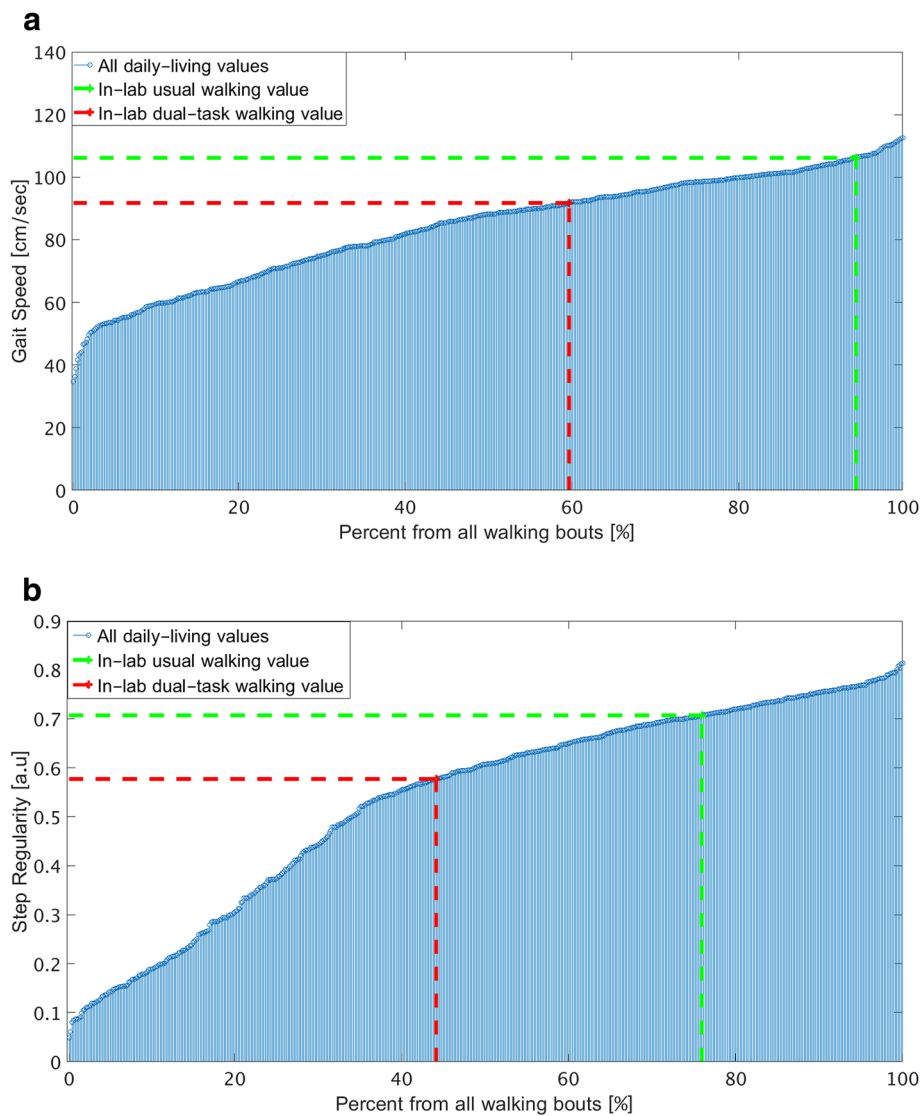 a
140
120
100
80
60
40
20
0
Gait Speed [cm/sec]
All daily-living values
In-lab usual walking value
In-lab dual-task walking value
0 20 40 60 80 100
Percent from all walking bouts [%]
b
0.9
0.8
0.7
0.6
0.5
0.4
0.3
0.2
0.1
0
Step Regularity [a.u]
All daily-living values
In-lab usual walking value
In-lab dual-task walking value
0 20 40 60 80 100
Percent from all walking bouts [%]